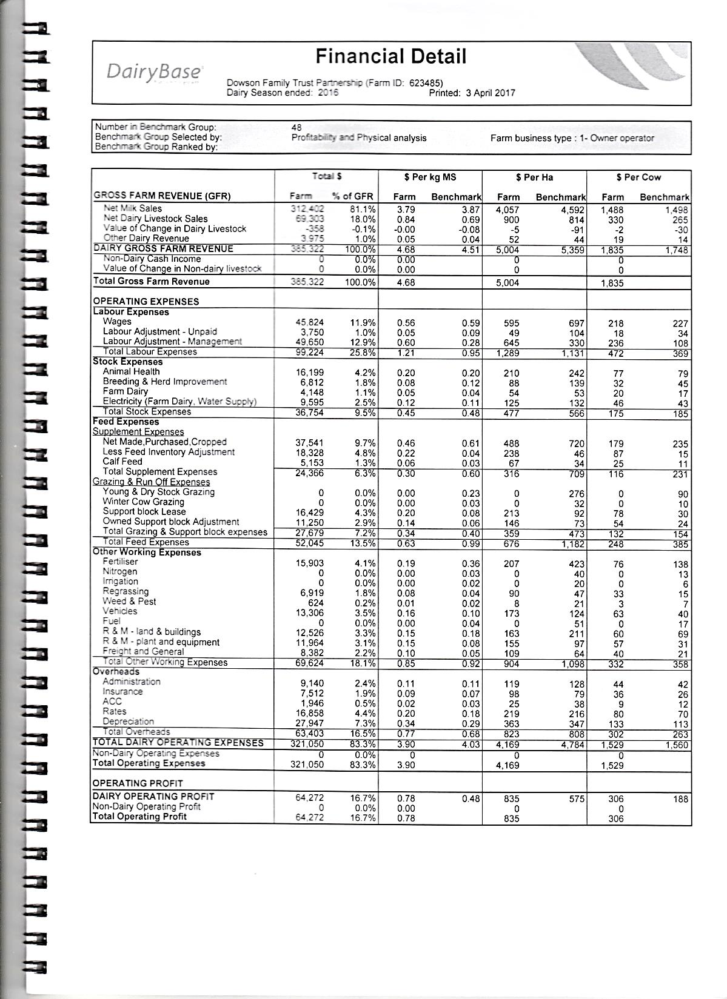 DairyBase
Financial Detail
Dowson Family Trust Partnership (Farm ID: 623485)
Dairy Season ended: 2016 Printed: 3 April 2017
Number in Benchmark Group: 48
Benchmark Group Selected by: Profitability and Physical analysis Farm business type : 1- Owner operator
Benchmark Group Ranked by:
Total $ $ Per kg MS $ Per Ha $ Per Cow
GROSS FARM REVENUE (GFR) Farm % of GFR Farm Benchmark Farm Benchmark Farm Benchmark
Net Milk Sales 312,402 81.1% 3.79 3.87 4,057 4,592 1,488 1,498
Net Dairy Livestock Sales 69,303 18.0% 0.84 0.69 900 814 330 265
Value of Change in Dairy Livestock -358 -0.1% -0.00 -0.08 -5 -91 -2 -30
Other Dairy Revenue 3,975 1.0% 0.05 0.04 52 44 19 14
DAIRY GROSS FARM REVENUE 385,322 100.0% 4.68 4.51 5,004 5,359 1,835 1,748
Non-Dairy Cash Income 0 0.0% 0.00 0 0
Value of Change in Non-dairy livestock 0 0.0% 0.00 0 0
Total Gross Farm Revenue 385,322 100.0% 4.68 5,004 1,835
OPERATING EXPENSES
Labour Expenses
Wages 45,824 11.9% 0.56 0.59 595 697 218 227
Labour Adjustment - Unpaid 3,750 1.0% 0.05 0.09 49 104 18 34
Labour Adjustment - Management 49,650 12.9% 0.60 0.28 645 330 236 108
Total Labour Expenses 99,224 25.8% 1.21 0.95 1,289 1,131 472 369
Stock Expenses
Animal Health 16,199 4.2% 0.20 0.20 210 242 77 79
Breeding & Herd Improvement 6,812 1.8% 0.08 0.12 88 139 32 45
Farm Dairy 4,148 1.1% 0.05 0.04 54 53 20 17
Electricity (Farm Dairy, Water Supply) 9,595 2.5% 0.12 0.11 125 132 46 43
Total Stock Expenses 36,754 9.5% 0.45 0.48 477 566 175 185
Feed Expenses
Supplement Expenses
Net Made,Purchased,Cropped 37,541 9.7% 0.46 0.61 488 720 179 235
Less Feed Inventory Adjustment 18,328 4.8% 0.22 0.04 238 46 87 15
Calf Feed 5,153 1.3% 0.06 0.03 67 34 25 11
Total Supplement Expenses 24,366 6.3% 0.30 0.60 316 709 116 231
Grazing & Run Off Expenses
Young & Dry Stock Grazing 0 0.0% 0.00 0.23 0 276 0 90
Winter Cow Grazing 0 0.0% 0.00 0.03 0 32 0 10
Support block Lease 16,429 4.3% 0.20 0.08 213 92 78 30
Owned Support block Adjustment 11,250 2.9% 0.14 0.06 146 73 54 24
Total Grazing & Support block expenses 27,679 7.2% 0.34 0.40 359 473 132 154
Total Feed Expenses 52,045 13.5% 0.63 0.99 676 1,182 248 385
Other Working Expenses
Fertiliser 15,903 4.1% 0.19 0.36 207 423 76 138
Nitrogen 0 0.0% 0.00 0.03 0 40 0 13
Irrigation 0 0.0% 0.00 0.02 0 20 0 6
Regrassing 6,919 1.8% 0.08 0.04 90 47 33 15
Weed & Pest 624 0.2% 0.01 0.02 8 21 3 7
Vehicles 13,306 3.5% 0.16 0.10 173 124 63 40
Fuel 0 0.0% 0.00 0.04 0 51 0 17
R & M - land & buildings 12,526 3.3% 0.15 0.18 163 211 60 69
R & M - plant and equipment 11,964 3.1% 0.15 0.08 155 97 57 31
Freight and General 8,382 2.2% 0.10 0.05 109 64 40 21
Total Other Working Expenses 69,624 18.1% 0.85 0.92 904 1,098 332 358
Overheads
Administration 9,140 2.4% 0.11 0.11 119 128 44 42
Insurance 7,512 1.9% 0.09 0.07 98 79 36 26
ACC 1,946 0.5% 0.02 0.03 25 38 9 12
Rates 16,858 4.4% 0.20 0.18 219 216 80 70
Depreciation 27,947 7.3% 0.34 0.29 363 347 133 113
Total Overheads 63,403 16.5% 0.77 0.68 823 808 302 263
TOTAL DAIRY OPERATING EXPENSES 321,050 83.3% 3.90 4.03 4,169 4,784 1,529 1,560
Non-Dairy Operating Expenses 0 0.0% 0 0 0
Total Operating Expenses 321,050 83.3% 3.90 4,169 1,529
OPERATING PROFIT
DAIRY OPERATING PROFIT 64,272 16.7% 0.78 0.48 835 575 306 188
Non-Dairy Operating Profit 0 0.0% 0.00 0 0
Total Operating Profit 64,272 16.7% 0.78 835 306